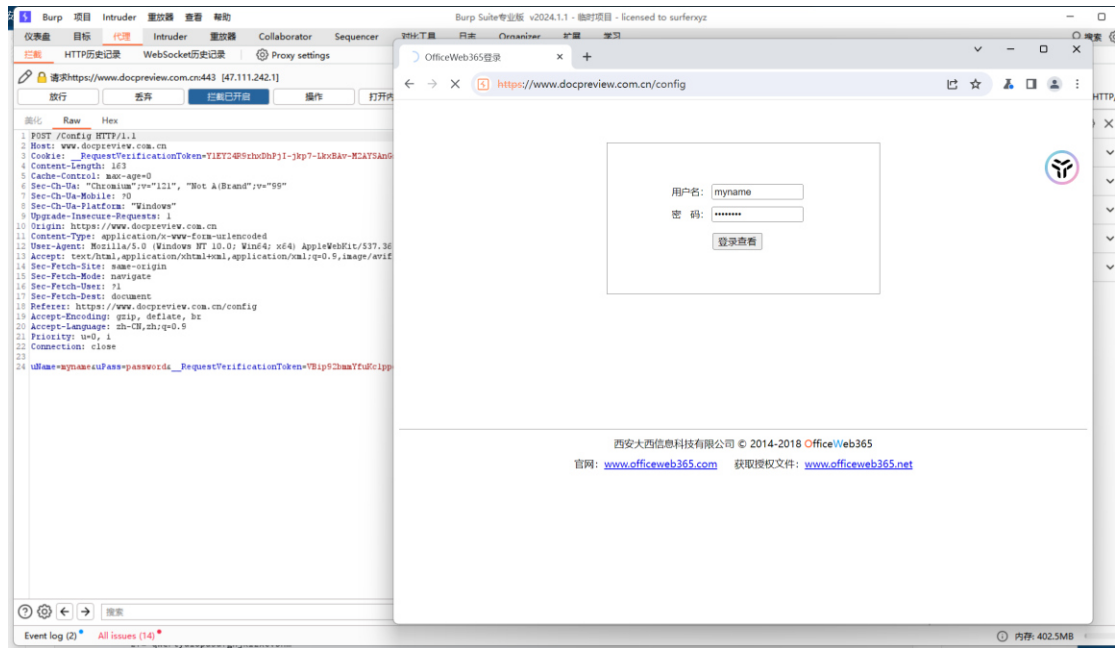 Burp 项目 Intruder 重放器 查看 帮助
Burp Suite专业版 v2024.1.1 - 临时项目 - licensed to surferxyz
仪表盘 目标 代理 Intruder 重放器 Collaborator Sequencer 对比工具 日志 Organizer 扩展 学习
搜索
拦截 HTTP历史记录 WebSocket历史记录 Proxy settings
请求https://www.docpreview.com.cn:443 [47.111.242.1]
放行 丢弃 拦截已开启 操作
美化 Raw Hex
1 POST /Config HTTP/1.1
2 Host: www.docpreview.com.cn
3 Cookie:
4 Content-Length: 163
5 Cache-Control: max-age=0
6 Sec-Ch-Ua: "Chromium";v="121", "Not A(Brand";v="99"
7 Sec-Ch-Ua-Mobile: ?0
8 Sec-Ch-Ua-Platform: "Windows"
9 Upgrade-Insecure-Requests: 1
10 Origin: https://www.docpreview.com.cn
11 Content-Type: application/x-www-form-urlencoded
12 User-Agent: Mozilla/5.0 (Windows NT 10.0; Win64; x64) AppleWebKit/537.36
13 Accept: text/html,application/xhtml+xml,application/xml;q=0.9,image/avif
14 Sec-Fetch-Site: same-origin
15 Sec-Fetch-Mode: navigate
16 Sec-Fetch-User: ?1
17 Sec-Fetch-Dest: document
18 Referer: https://www.docpreview.com.cn/config
19 Accept-Encoding: gzip, deflate, br
20 Accept-Language: zh-CN,zh;q=0.9
21 Priority: u=0, i
22 Connection: close
23
24 uName=myname&uPass=password&
搜索
Event log (2) All issues (14)
内存: 402.5MB
OfficeWeb365登录
https://www.docpreview.com.cn/config
用户名: myname
密 码: ••••••••
登录查看
西安大西信息科技有限公司 © 2014-2018 OfficeWeb365
官网: www.officeweb365.com 获取授权文件: www.officeweb365.net